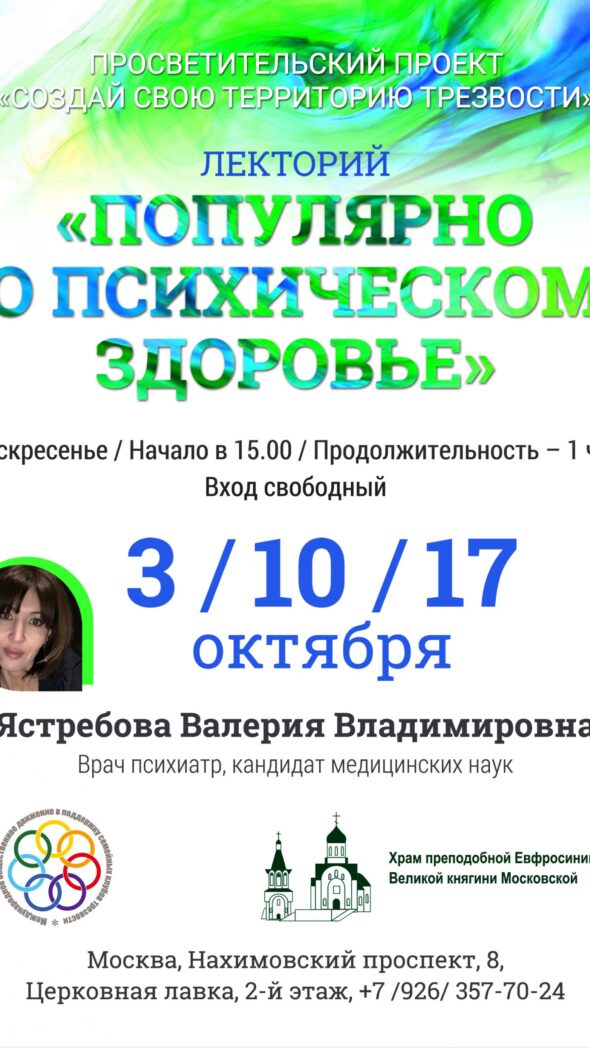 ПРОСВЕТИТЕЛЬСКИЙ ПРОЕКТ
«СОЗДАЙ СВОЮ ТЕРРИТОРИЮ ТРЕЗВОСТИ»
ЛЕКТОРИЙ
«ПОПУЛЯРНО
О ПСИХИЧЕСКОМ
ЗДОРОВЬЕ»
скресенье / Начало в 15.00 / Продолжительность – 1 ч
Вход свободный
3 / 10 / 17
октября
Ястребова Валерия Владимировна
Врач психиатр, кандидат медицинских наук
Международное общественное движение в поддержку семейных клубов трезвости *
Храм преподобной Евфросинии
Великой княгини Московской
Москва, Нахимовский проспект, 8,
Церковная лавка, 2-й этаж, +7 /926/ 357-70-24